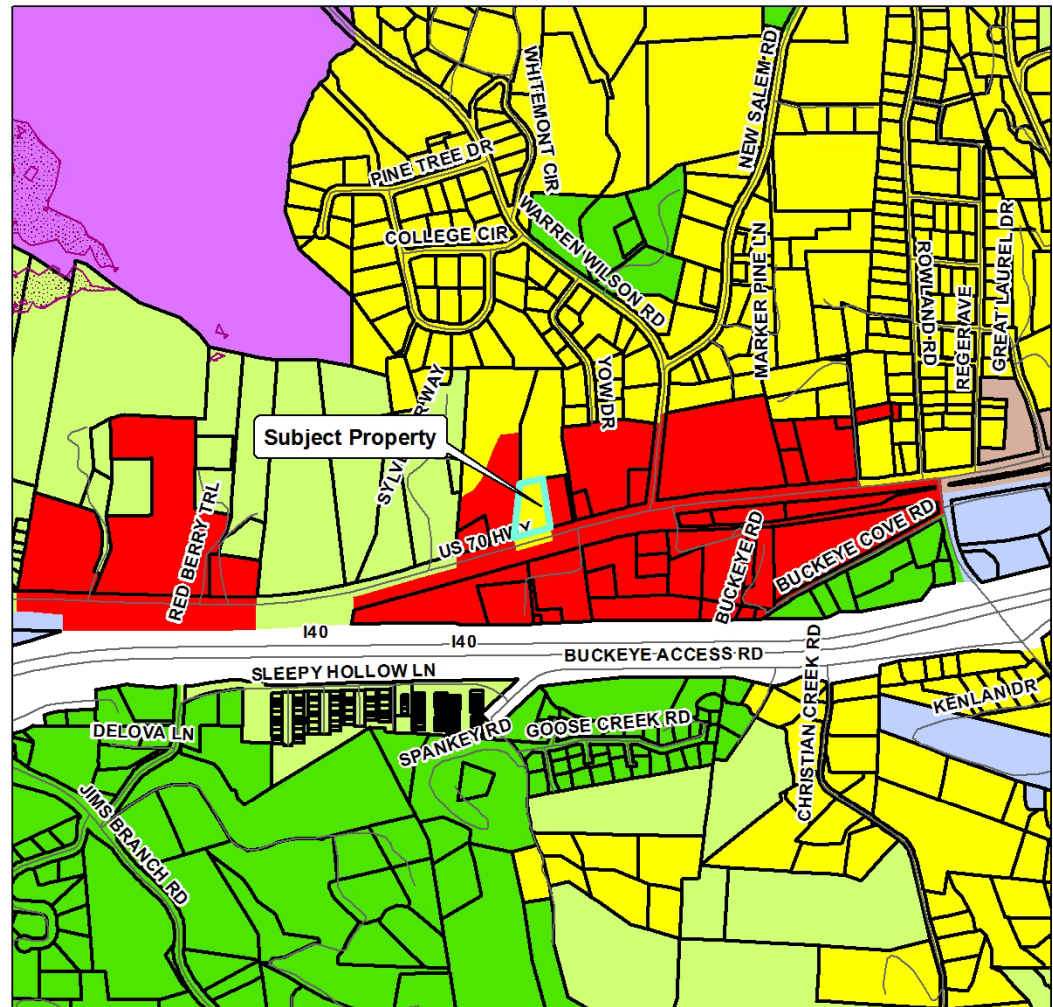 WHITEMONT CIR
NEW SALEM RD
PINE TREE DR
WARREN WILSON RD
COLLEGE CIR
MARKER PINE LN
ROWLAND RD
REGER AVE
GREAT LAUREL DR
YOW DR
Subject Property
RED BERRY TRL
US 70 HWY
BUCKEYE RD
BUCKEYE COVE RD
I40
I40
BUCKEYE ACCESS RD
SLEEPY HOLLOW LN
CHRISTIAN CREEK RD
KENLAN DR
DELOVA LN
SPANKEY RD
GOOSE CREEK RD
JIMS BRANCH RD